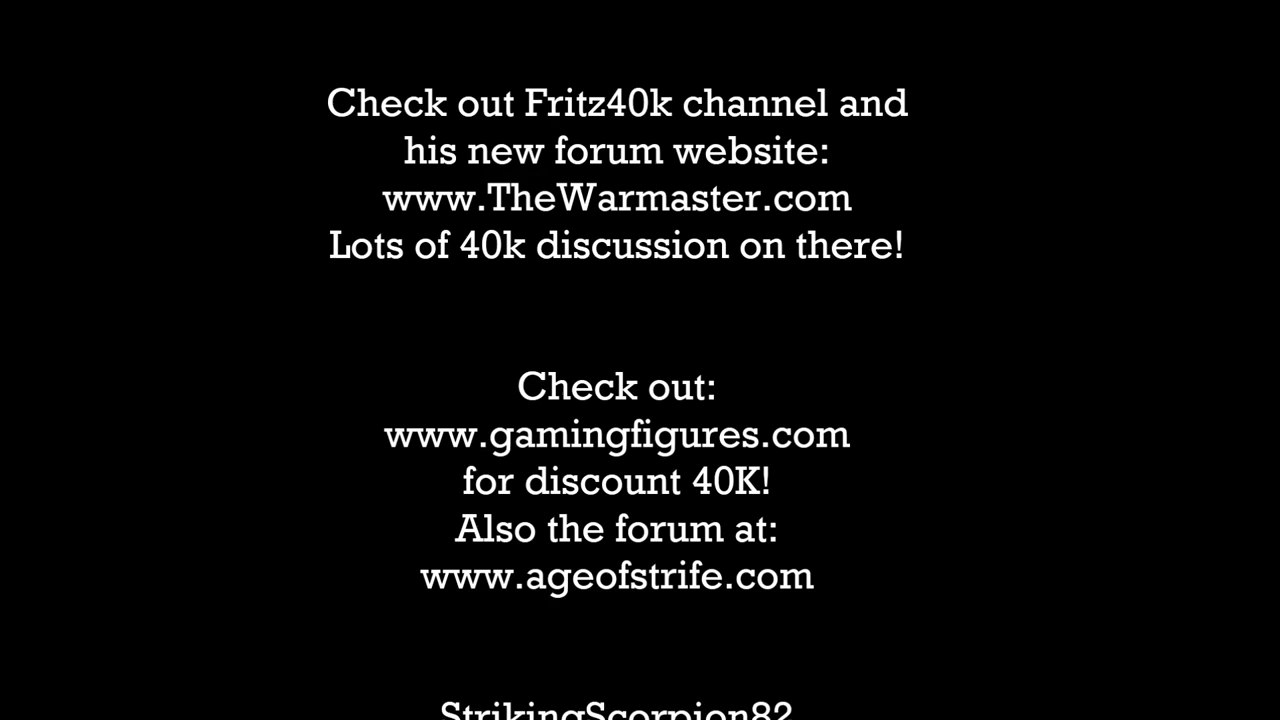 Check out Fritz40k channel and
his new forum website:
www.TheWarmaster.com
Lots of 40k discussion on there!
Check out:
www.gamingfigures.com
for discount 40K!
Also the forum at:
www.ageofstrife.com
StrikingScorpion82